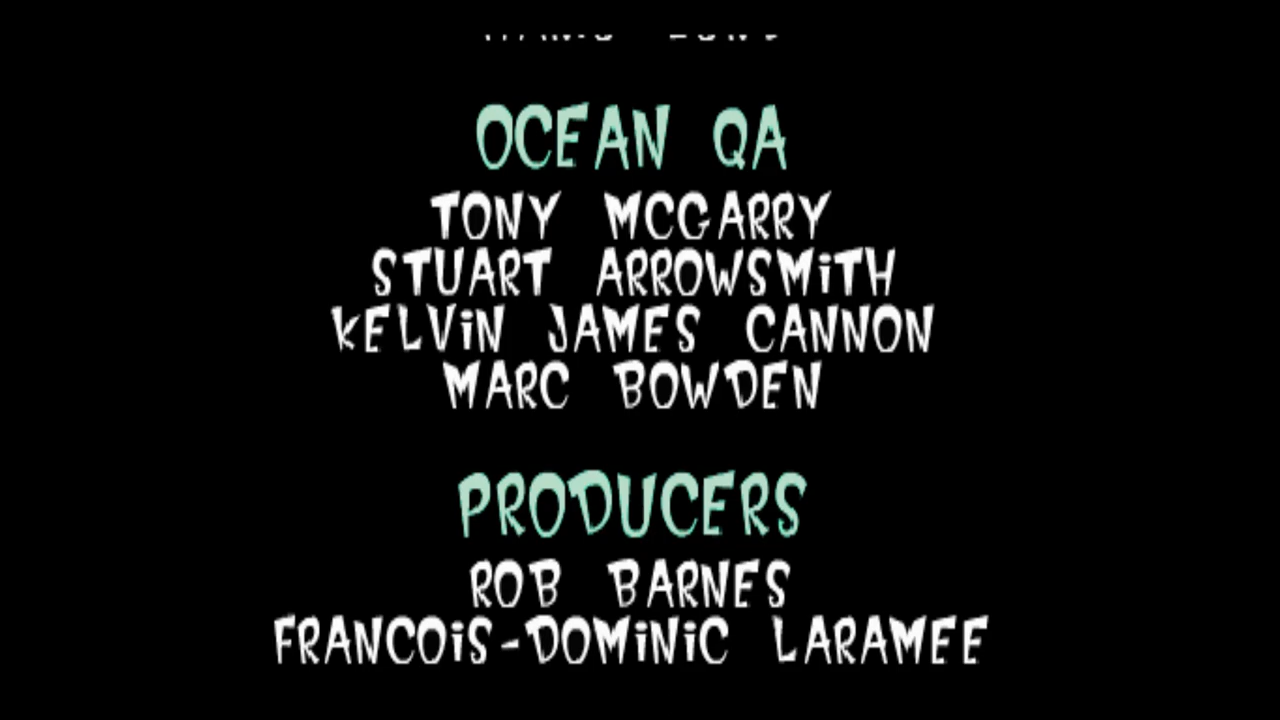 OCEAN QA
TONY MCGARRY
STUART ARROWSMiTH
KELViN JAMES CANNON
MARC BOWDEN
PRODUCERS
ROB BARNES
FRANCOiS-DOMiNiC LARAMEE